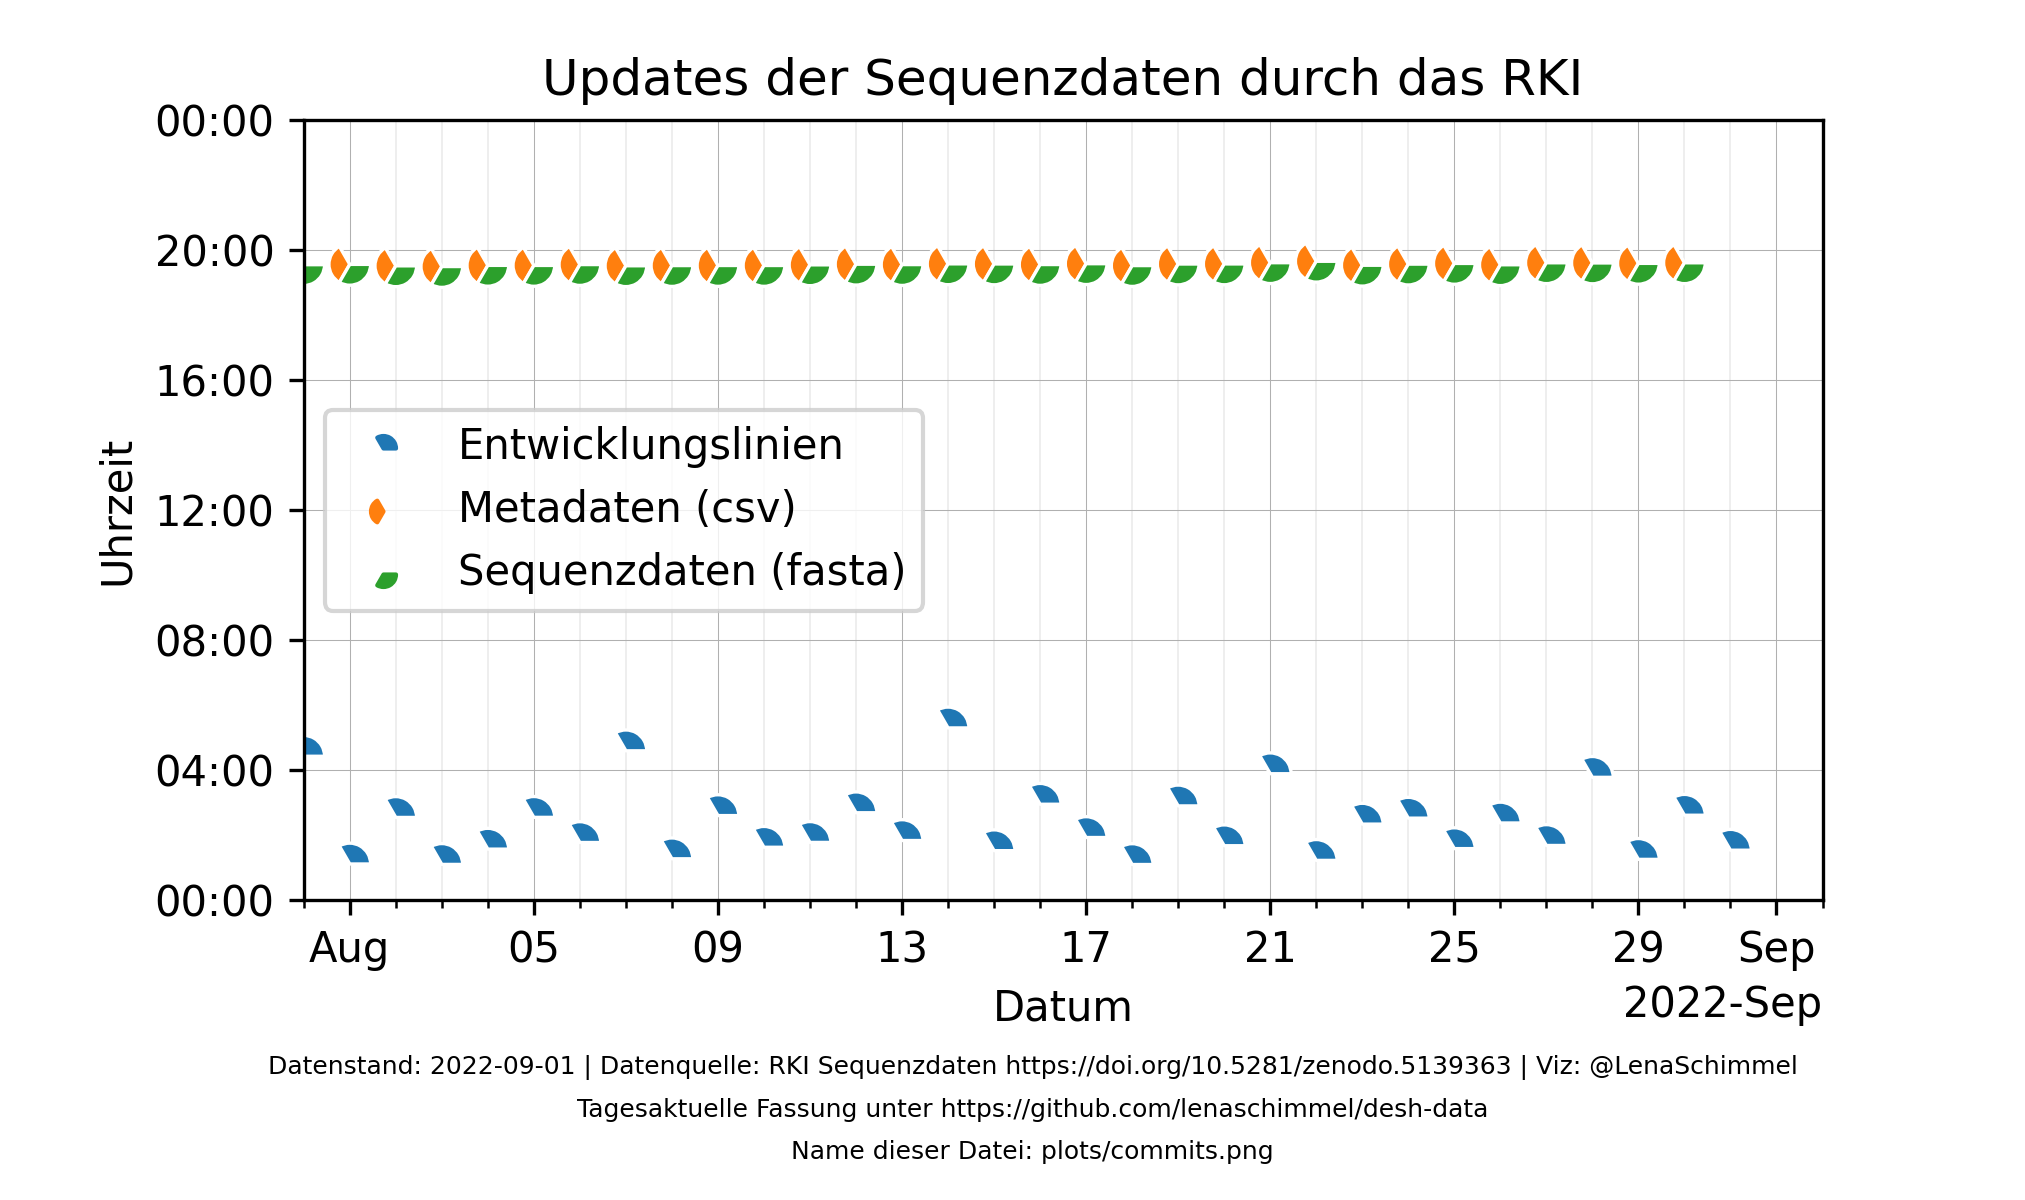 Updates der Sequenzdaten durch das RKI
00:00
20:00
16:00
12:00
08:00
04:00
00:00
Uhrzeit
Entwicklungslinien
Metadaten (csv)
Sequenzdaten (fasta)
Aug 05 09 13 17 21 25 29 Sep
2022-Sep
Datum
Datenstand: 2022-09-01 | Datenquelle: RKI Sequenzdaten https://doi.org/10.5281/zenodo.5139363 | Viz: @LenaSchimmel
Tagesaktuelle Fassung unter https://github.com/lenaschimmel/desh-data
Name dieser Datei: plots/commits.png